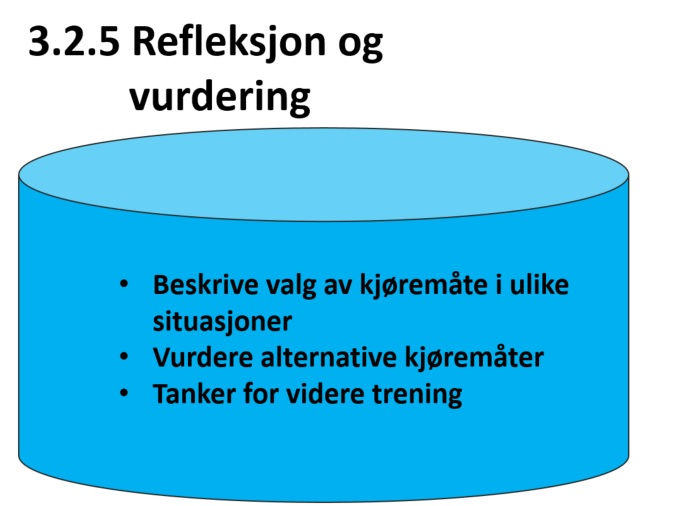 3.2.5 Refleksjon og
vurdering
• Beskrive valg av kjøremåte i ulike
situasjoner
• Vurdere alternative kjøremåter
• Tanker for videre trening